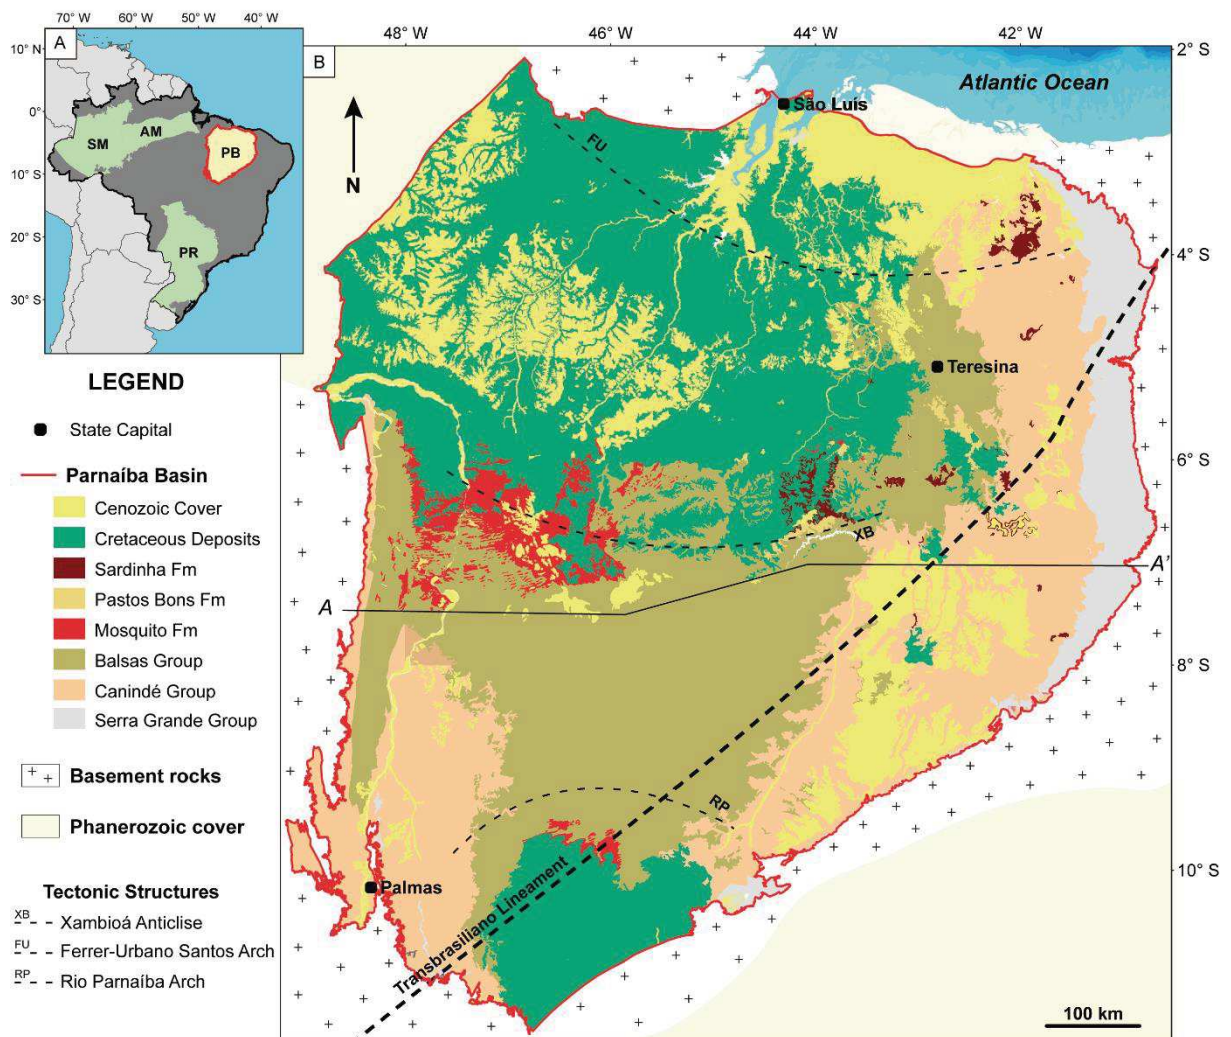 70° W 60° W 50° W 40° W
A
10° N
0°
10° S
20° S
30° S
SM
AM
PB
PR
48° W 46° W 44° W 42° W
B
2° S
4° S
6° S
8° S
10° S
Atlantic Ocean
São Luís
FU
N
Teresina
XB
A
A'
RP
Transbrasiliano Lineament
Palmas
100 km
LEGEND
State Capital
Parnaíba Basin
Cenozoic Cover
Cretaceous Deposits
Sardinha Fm
Pastos Bons Fm
Mosquito Fm
Balsas Group
Canindé Group
Serra Grande Group
Basement rocks
Phanerozoic cover
Tectonic Structures
XB Xambioá Anticlise
FU Ferrer-Urbano Santos Arch
RP Rio Parnaíba Arch